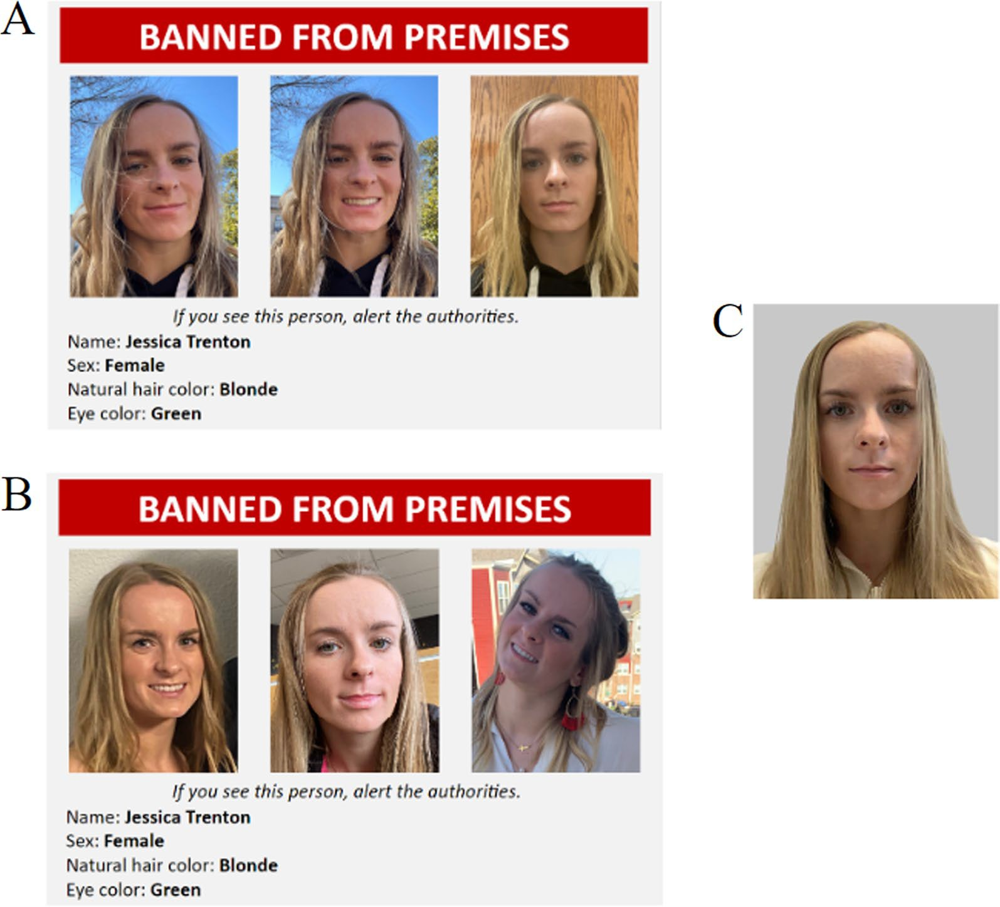 A
BANNED FROM PREMISES
If you see this person, alert the authorities.
Name: Jessica Trenton
Sex: Female
Natural hair color: Blonde
Eye color: Green
B
BANNED FROM PREMISES
If you see this person, alert the authorities.
Name: Jessica Trenton
Sex: Female
Natural hair color: Blonde
Eye color: Green
C